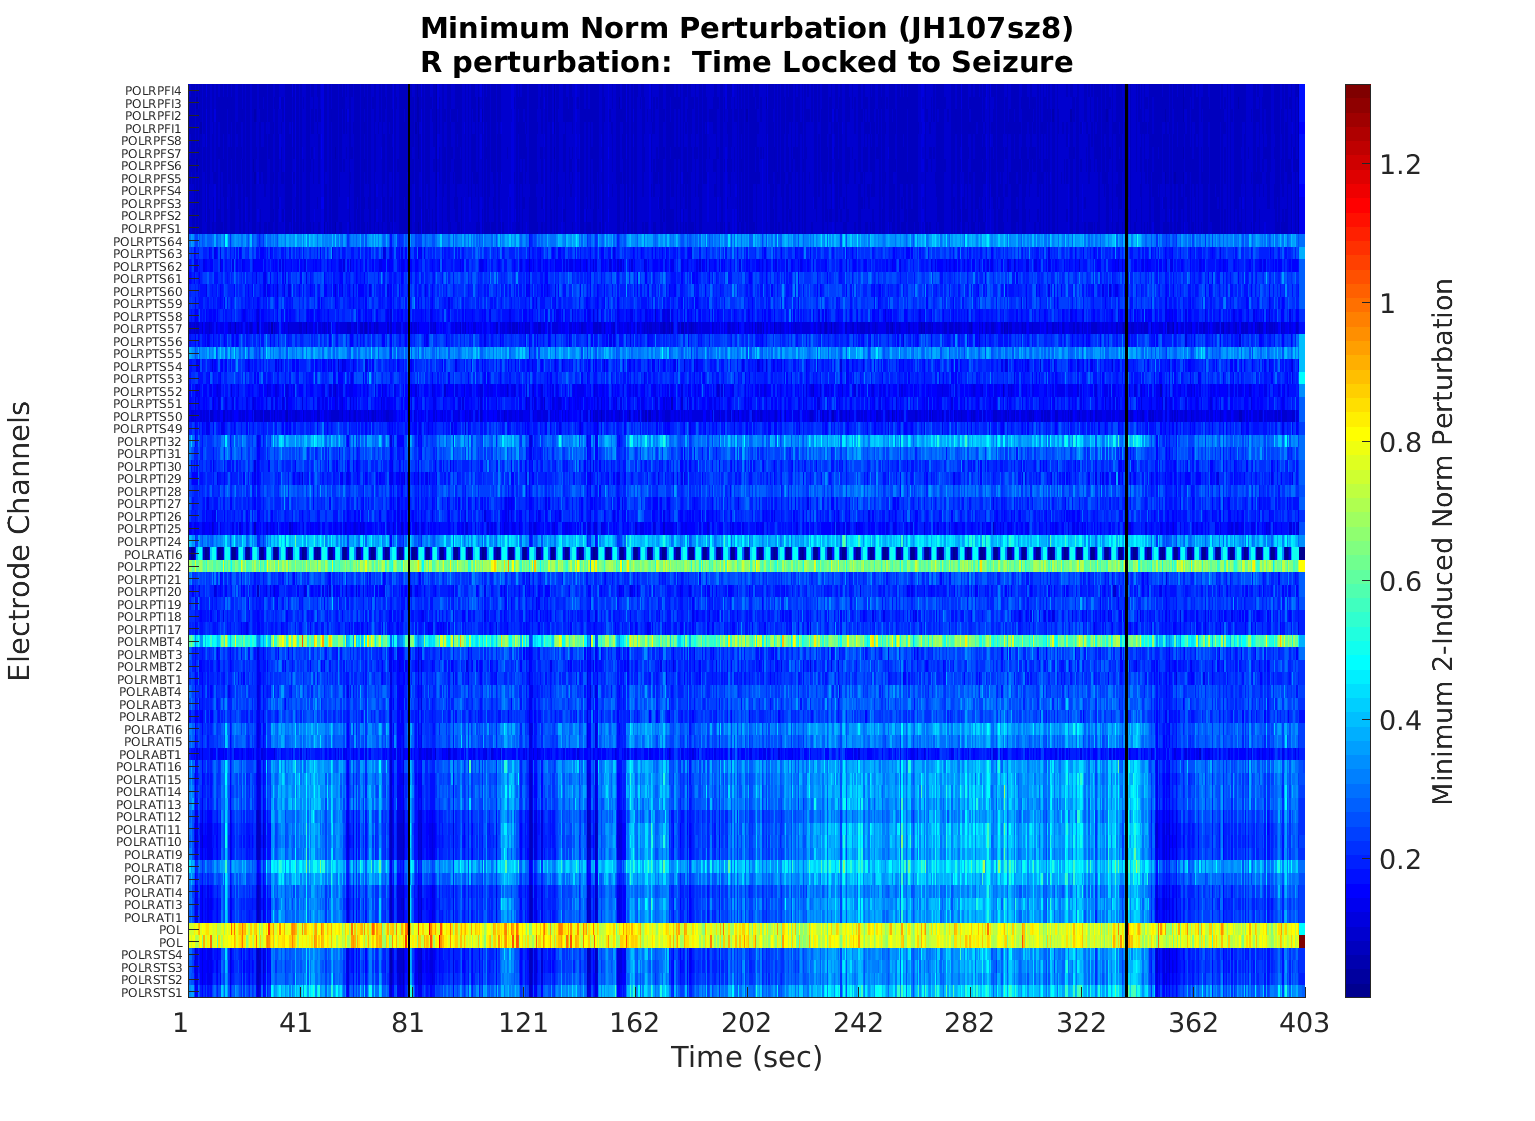 Minimum Norm Perturbation (JH107sz8)
R perturbation:  Time Locked to Seizure
Electrode Channels
POLRPFI4
POLRPFI3
POLRPFI2
POLRPFI1
POLRPFS8
POLRPFS7
POLRPFS6
POLRPFS5
POLRPFS4
POLRPFS3
POLRPFS2
POLRPFS1
POLRPTS64
POLRPTS63
POLRPTS62
POLRPTS61
POLRPTS60
POLRPTS59
POLRPTS58
POLRPTS57
POLRPTS56
POLRPTS55
POLRPTS54
POLRPTS53
POLRPTS52
POLRPTS51
POLRPTS50
POLRPTS49
POLRPTI32
POLRPTI31
POLRPTI30
POLRPTI29
POLRPTI28
POLRPTI27
POLRPTI26
POLRPTI25
POLRPTI24
POLRATI6
POLRPTI22
POLRPTI21
POLRPTI20
POLRPTI19
POLRPTI18
POLRPTI17
POLRMBT4
POLRMBT3
POLRMBT2
POLRMBT1
POLRABT4
POLRABT3
POLRABT2
POLRATI6
POLRATI5
POLRABT1
POLRATI16
POLRATI15
POLRATI14
POLRATI13
POLRATI12
POLRATI11
POLRATI10
POLRATI9
POLRATI8
POLRATI7
POLRATI4
POLRATI3
POLRATI1
POL
POL
POLRSTS4
POLRSTS3
POLRSTS2
POLRSTS1
1 41 81 121 162 202 242 282 322 362 403
Time (sec)
1.2
1
0.8
0.6
0.4
0.2
Minimum 2-Induced Norm Perturbation